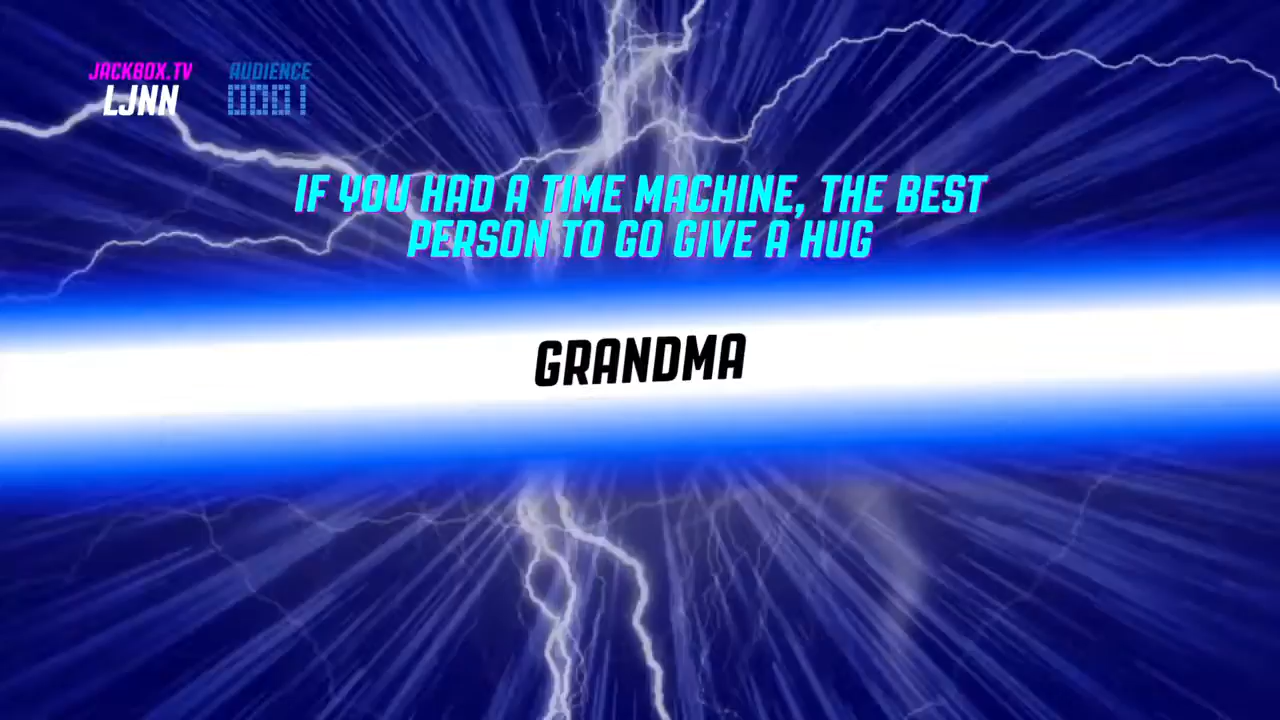 JACKBOX.TV
LJNN
AUDIENCE
0001
IF YOU HAD A TIME MACHINE, THE BEST
PERSON TO GO GIVE A HUG
GRANDMA